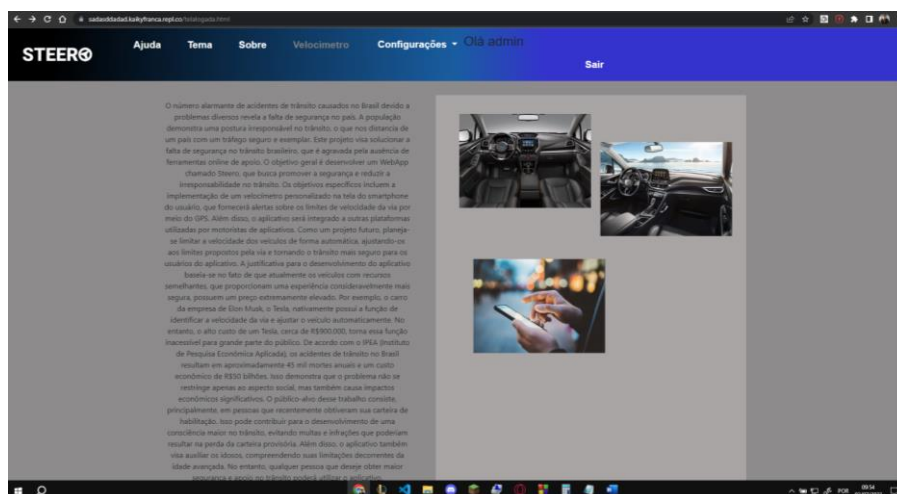 sadasddadad.kaikyfranca.repl.co/telalogada.html
STEERO
Ajuda Tema Sobre Velocimetro Configurações Olá admin
Sair
O número alarmante de acidentes de trânsito causados no Brasil devido a
problemas diversos revela a falta de segurança no país. A população
demonstra uma postura irresponsável no trânsito, o que nos distancia de
um país com um tráfego seguro e exemplar. Este projeto visa solucionar a
falta de segurança no trânsito brasileiro, que é agravada pela ausência de
ferramentas online de apoio. O objetivo geral é desenvolver um WebApp
chamado Steero, que busca promover a segurança e reduzir a
irresponsabilidade no trânsito. Os objetivos específicos incluem a
implementação de um velocímetro personalizado na tela do smartphone
do usuário, que fornecerá alertas sobre os limites de velocidade da via por
meio do GPS. Além disso, o aplicativo será integrado a outras plataformas
utilizadas por motoristas de aplicativos. Como um projeto futuro, planeja-
se limitar a velocidade dos veículos de forma automática, ajustando-os
aos limites propostos pela via e tornando o trânsito mais seguro para os
usuários do aplicativo. A justificativa para o desenvolvimento do aplicativo
baseia-se no fato de que atualmente os veículos com recursos
semelhantes, que proporcionam uma experiência consideravelmente mais
segura, possuem um preço extremamente elevado. Por exemplo, o carro
da empresa de Elon Musk, o Tesla, nativamente possui a função de
identificar a velocidade da via e ajustar o veículo automaticamente. No
entanto, o alto custo de um Tesla, cerca de R$900.000, torna essa função
inacessível para grande parte do público. De acordo com o IPEA (Instituto
de Pesquisa Econômica Aplicada), os acidentes de trânsito no Brasil
resultam em aproximadamente 45 mil mortes anuais e um custo
econômico de R$50 bilhões. Isso demonstra que o problema não se
restringe apenas ao aspecto social, mas também causa impactos
econômicos significativos. O público-alvo desse trabalho consiste,
principalmente, em pessoas que recentemente obtiveram sua carteira de
habilitação. Isso pode contribuir para o desenvolvimento de uma
consciência maior no trânsito, evitando multas e infrações que poderiam
resultar na perda da carteira provisória. Além disso, o aplicativo também
visa auxiliar os idosos, compreendendo suas limitações decorrentes da
idade avançada. No entanto, qualquer pessoa que deseje obter maior
segurança e apoio no trânsito poderá utilizar o aplicativo.
POR 09:54